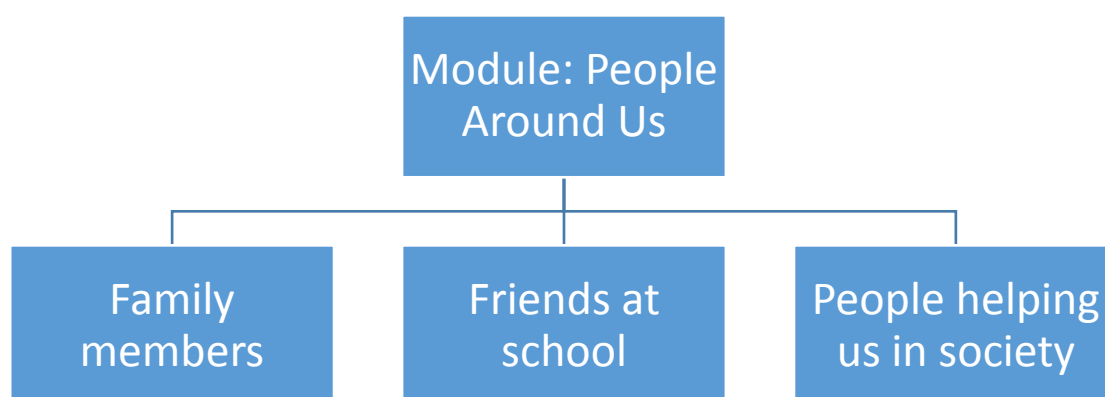 Module: People
Around Us
Family
members
Friends at
school
People helping
us in society